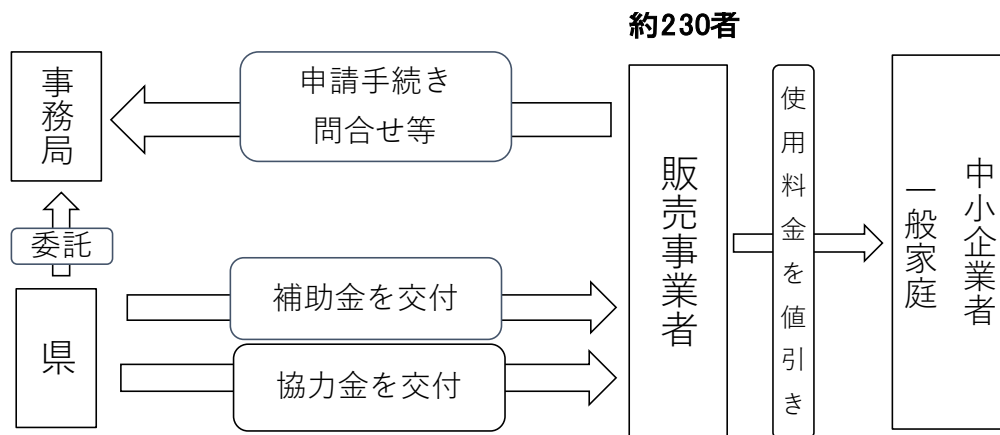 約230者
事務局
申請手続き
問合せ等
販売事業者
使用料金を値引き
中小企業者
一般家庭
委託
県
補助金を交付
協力金を交付